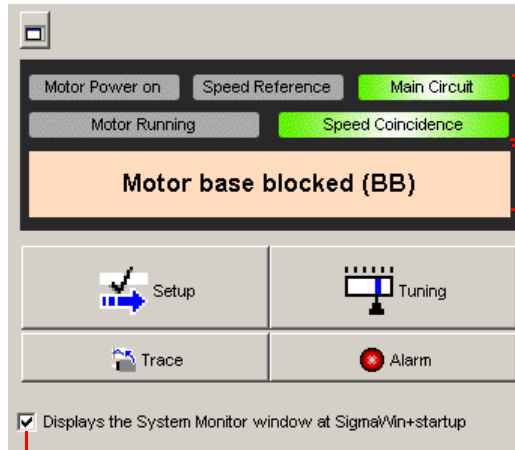 Motor Power on Speed Reference Main Circuit
Motor Running Speed Coincidence
Motor base blocked (BB)
Setup Tuning
Trace Alarm
Displays the System Monitor window at SigmaWin+startup